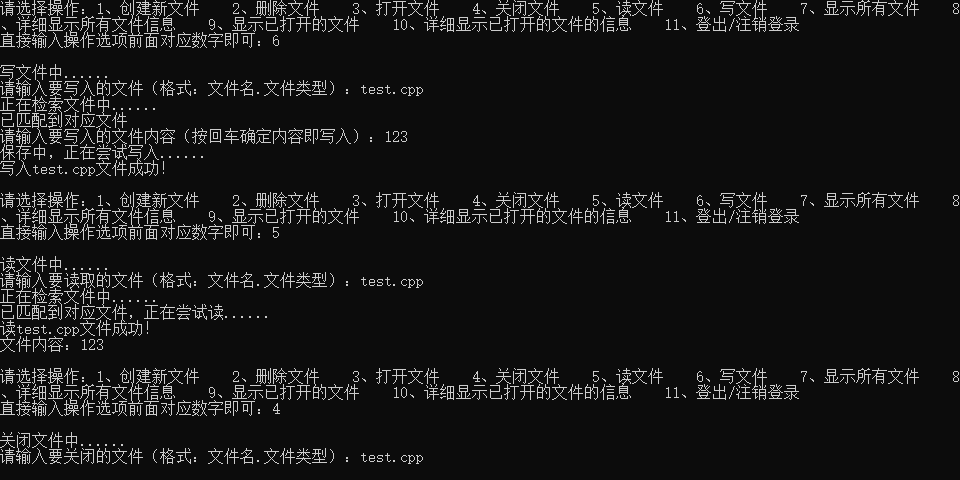 请选择操作：1、创建新文件    2、删除文件    3、打开文件    4、关闭文件    5、读文件    6、写文件    7、显示所有文件    8
、详细显示所有文件信息    9、显示已打开的文件    10、详细显示已打开的文件的信息    11、登出/注销登录
直接输入操作选项前面对应数字即可：6
写文件中......
请输入要写入的文件（格式：文件名.文件类型）：test.cpp
正在检索文件中......
已匹配到对应文件
请输入要写入的文件内容（按回车确定内容即写入）：123
保存中，正在尝试写入......
写入test.cpp文件成功!
请选择操作：1、创建新文件    2、删除文件    3、打开文件    4、关闭文件    5、读文件    6、写文件    7、显示所有文件    8
、详细显示所有文件信息    9、显示已打开的文件    10、详细显示已打开的文件的信息    11、登出/注销登录
直接输入操作选项前面对应数字即可：5
读文件中......
请输入要读取的文件（格式：文件名.文件类型）：test.cpp
正在检索文件中......
已匹配到对应文件，正在尝试读......
读test.cpp文件成功!
文件内容：123
请选择操作：1、创建新文件    2、删除文件    3、打开文件    4、关闭文件    5、读文件    6、写文件    7、显示所有文件    8
、详细显示所有文件信息    9、显示已打开的文件    10、详细显示已打开的文件的信息    11、登出/注销登录
直接输入操作选项前面对应数字即可：4
关闭文件中......
请输入要关闭的文件（格式：文件名.文件类型）：test.cpp